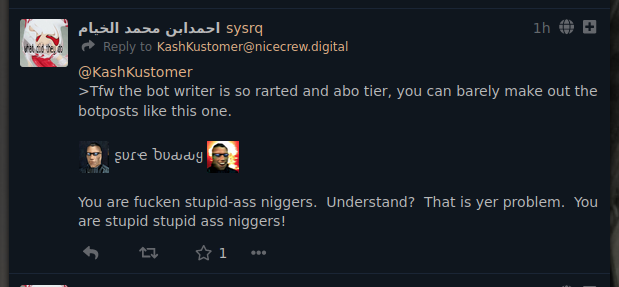 احمدابن محمد الخيام sysrq
1h
Reply to KashKustomer@nicecrew.digital
@KashKustomer
>Tfw the bot writer is so rarted and abo tier, you can barely make out the
botposts like this one.
You are fucken stupid-ass niggers.  Understand?  That is yer problem.  You
are stupid stupid ass niggers!
1